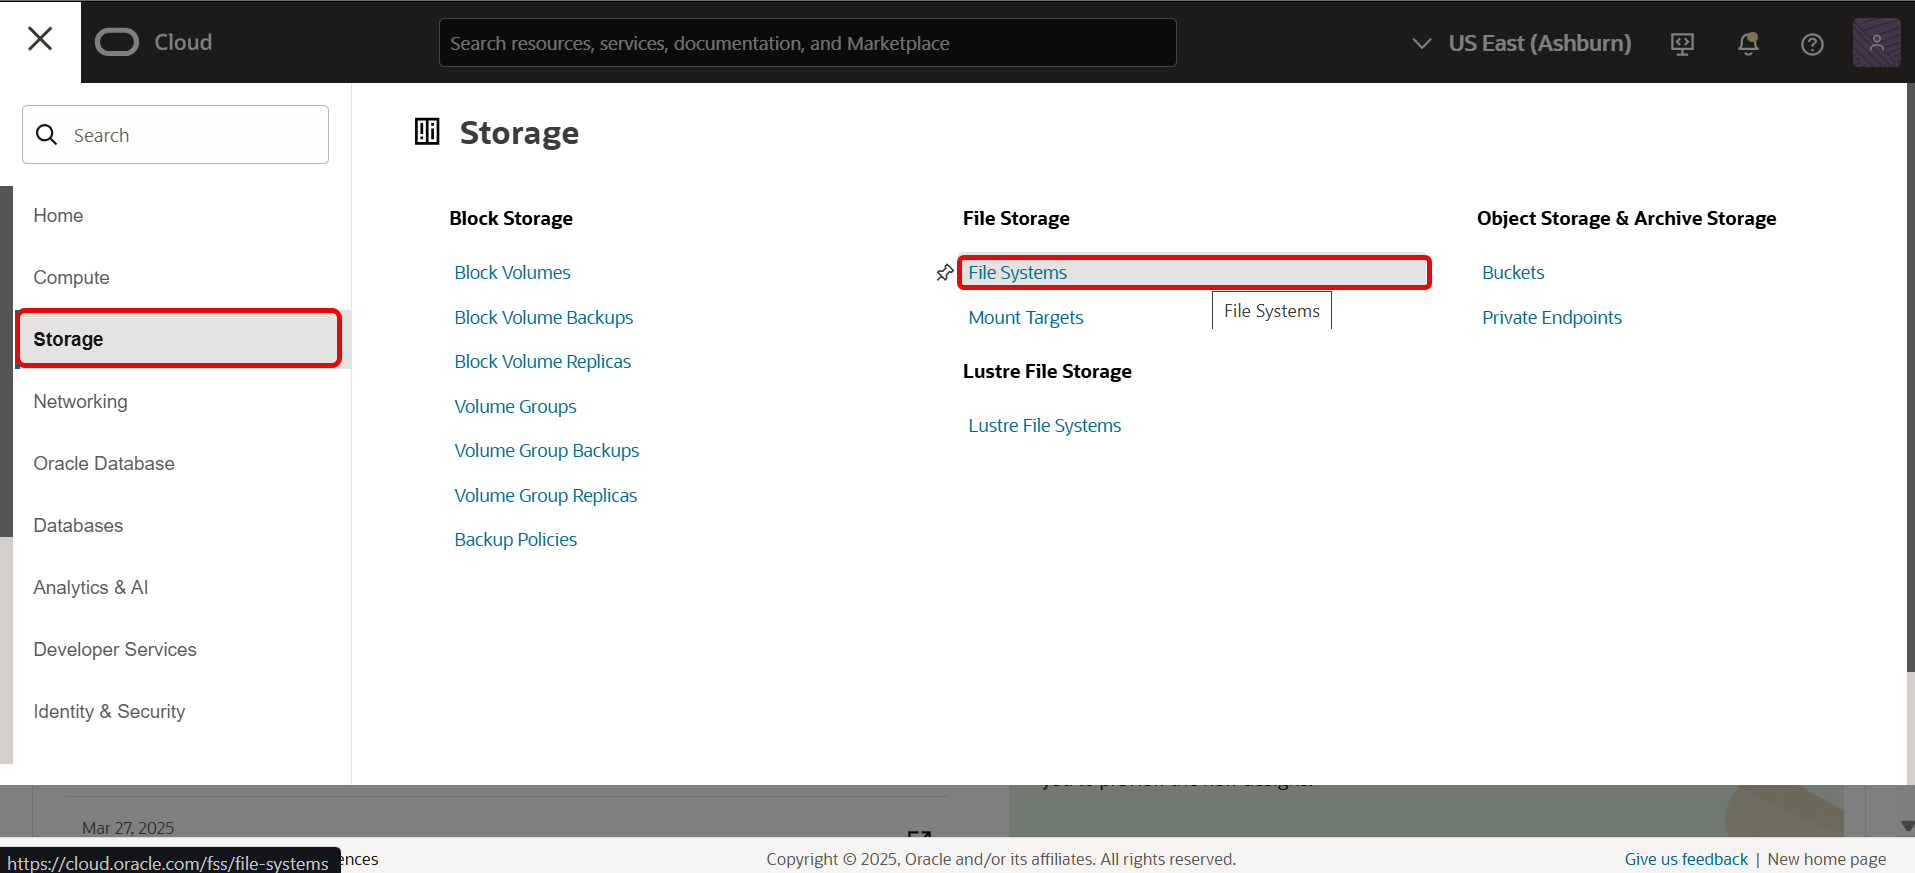 Cloud
Search resources, services, documentation, and Marketplace
US East (Ashburn)
Search
Home
Compute
Storage
Networking
Oracle Database
Databases
Analytics & AI
Developer Services
Identity & Security
Storage
Block Storage
Block Volumes
Block Volume Backups
Block Volume Replicas
Volume Groups
Volume Group Backups
Volume Group Replicas
Backup Policies
File Storage
File Systems
File Systems
Mount Targets
Lustre File Storage
Lustre File Systems
Object Storage & Archive Storage
Buckets
Private Endpoints
Mar 27, 2025
https://cloud.oracle.com/fss/file-systems
ences
Copyright © 2025, Oracle and/or its affiliates. All rights reserved.
Give us feedback | New home page